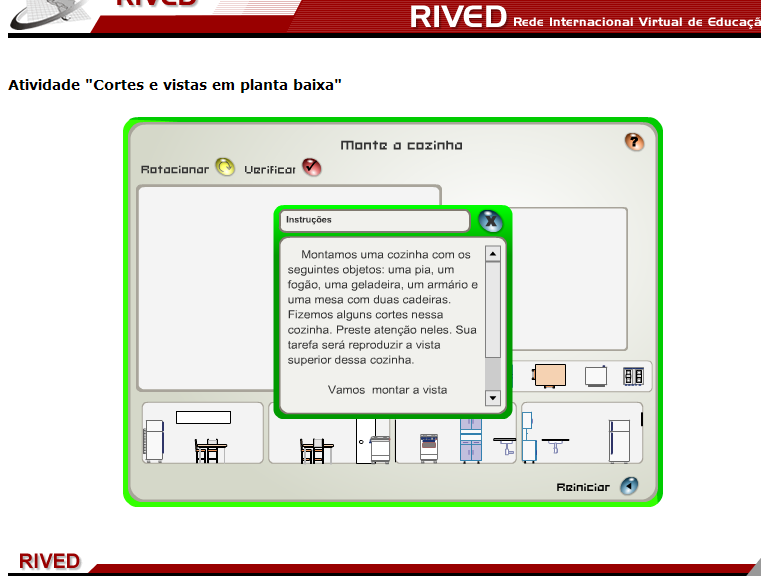 RIVED
RIVED Rede Internacional Virtual de Educaçã
Atividade "Cortes e vistas em planta baixa"
Monte a cozinha
?
Rotacionar Verificar
Instruções X
Montamos uma cozinha com os
seguintes objetos: uma pia, um
fogão, uma geladeira, um armário e
uma mesa com duas cadeiras.
Fizemos alguns cortes nessa
cozinha. Preste atenção neles. Sua
tarefa será reproduzir a vista
superior dessa cozinha.
Vamos montar a vista
Reiniciar
RIVED